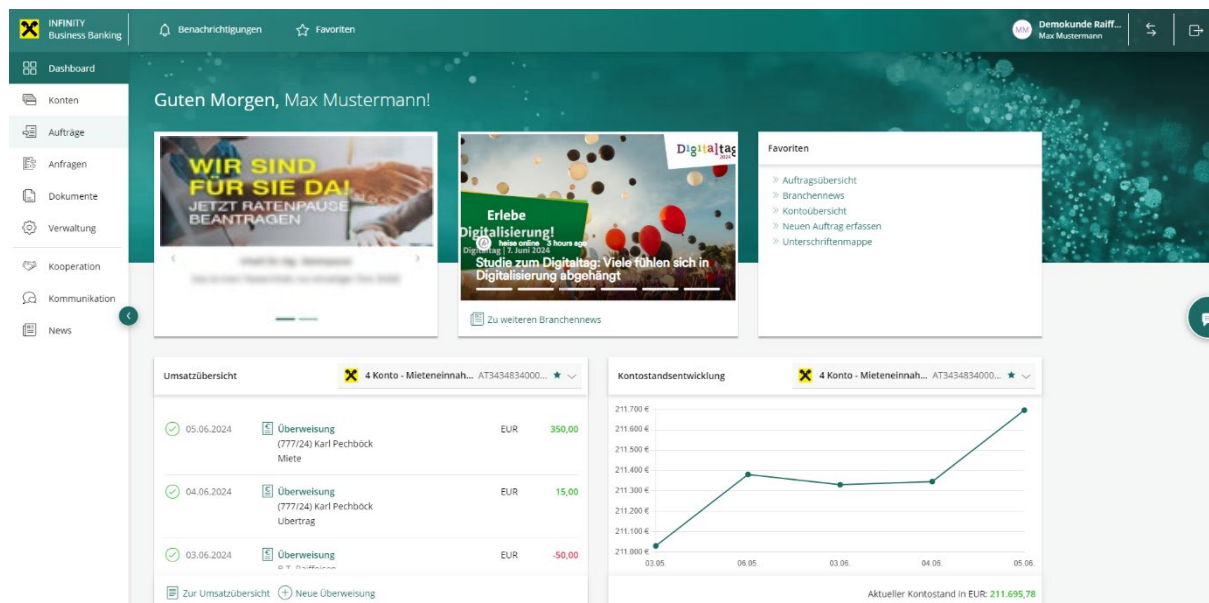 INFINITY
Business Banking
Benachrichtigungen
Favoriten
MM
Demokunde Raiff...
Max Mustermann
Dashboard
Konten
Aufträge
Anfragen
Dokumente
Verwaltung
Kooperation
Kommunikation
News
Guten Morgen, Max Mustermann!
WIR SIND
FÜR SIE DA!
JETZT RATENPAUSE
BEANTRAGEN
Digitaltag
2024
Erlebe
Digitalisierung!
heise online 3 hours ago
Digitaltag | 7. Juni 2024
Studie zum Digitaltag: Viele fühlen sich in
Digitalisierung abgehängt
Zu weiteren Branchennews
Favoriten
» Auftragsübersicht
» Branchennews
» Kontoübersicht
» Neuen Auftrag erfassen
» Unterschriftenmappe
Umsatzübersicht
4 Konto - Mieteneinnah... AT3434834000...
05.06.2024 Überweisung EUR 350,00
(777/24) Karl Pechböck
Miete
04.06.2024 Überweisung EUR 15,00
(777/24) Karl Pechböck
Übertrag
03.06.2024 Überweisung EUR -50,00
Zur Umsatzübersicht
Neue Überweisung
Kontostandsentwicklung
4 Konto - Mieteneinnah... AT3434834000...
211.700 €
211.600 €
211.500 €
211.400 €
211.300 €
211.200 €
211.100 €
211.000 €
03.05. 06.05. 03.06. 04.06. 05.06.
Aktueller Kontostand in EUR: 211.695,78